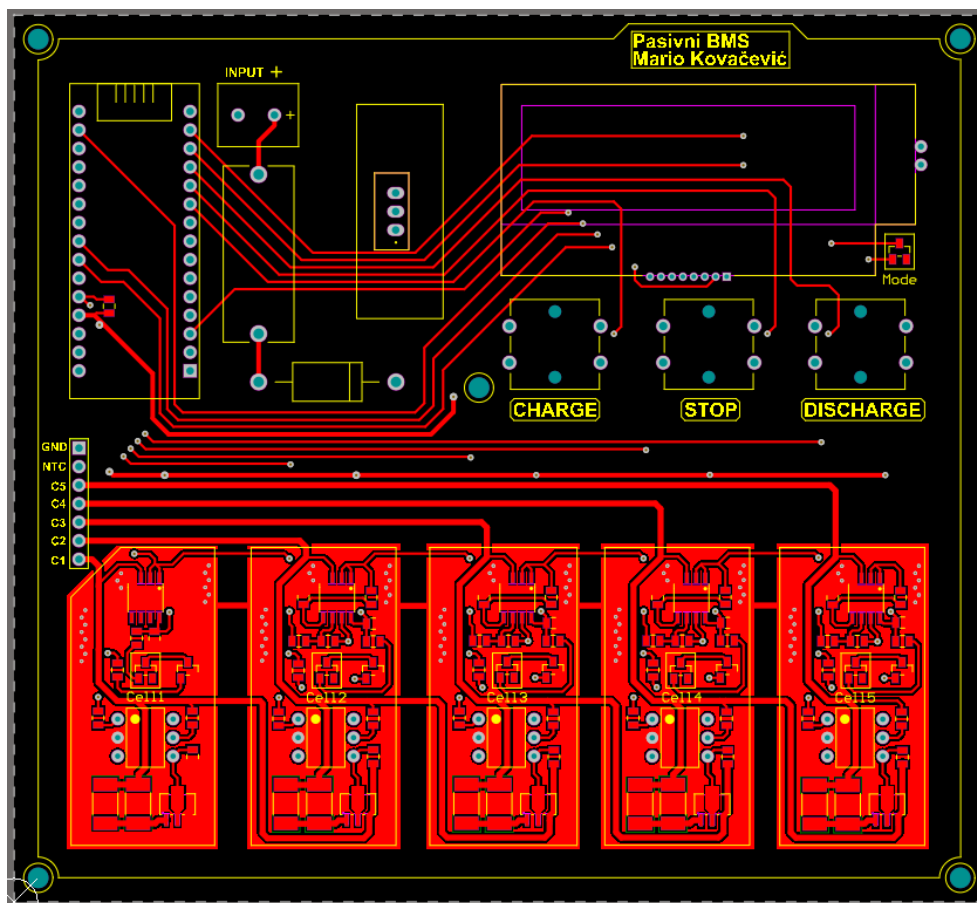 Pasivni BMS
Mario Kovačević
INPUT +
+
Mode
CHARGE
STOP
DISCHARGE
GND
NTC
C5
C4
C3
C2
C1
Cell1
Cell2
Cell3
Cell4
Cell5